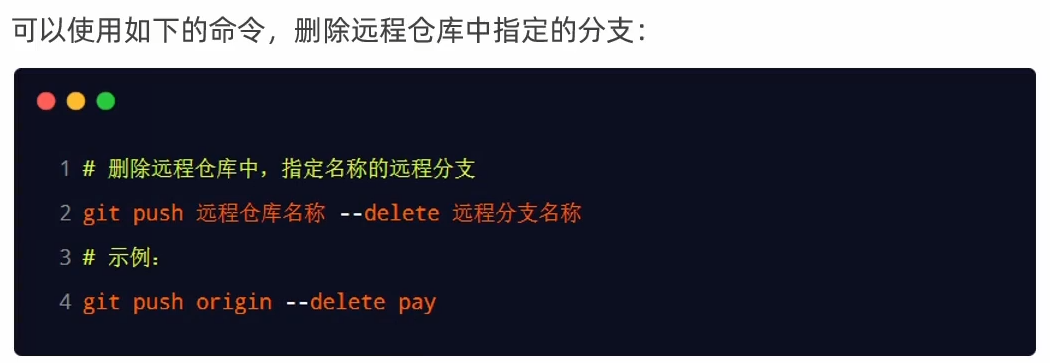 可以使用如下的命令，删除远程仓库中指定的分支：
1 # 删除远程仓库中，指定名称的远程分支
2 git push 远程仓库名称 --delete 远程分支名称
3 # 示例：
4 git push origin --delete pay